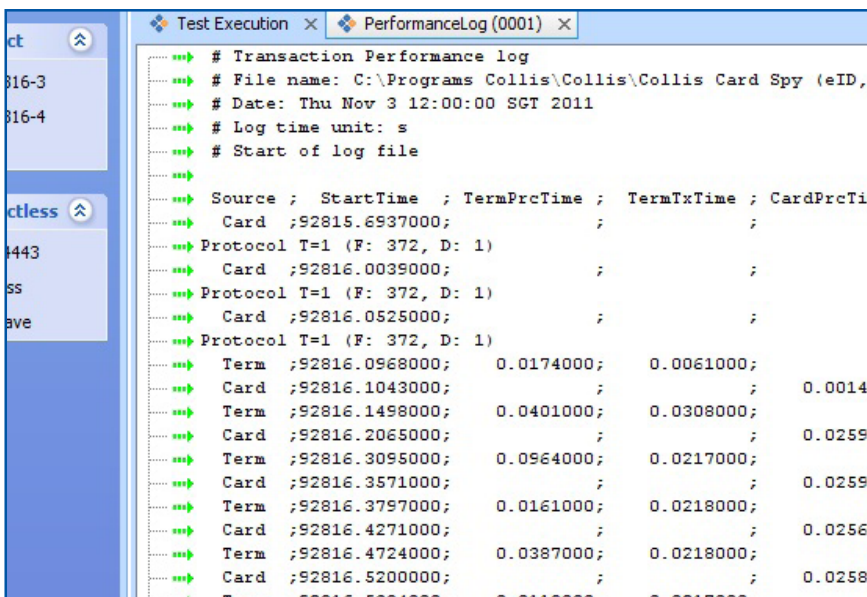 Test Execution
PerformanceLog (0001)
ct
816-3
816-4
ctless
4443
ss
ave
# Transaction Performance log
# File name: C:\Programs Collis\Collis\Collis Card Spy (eID,
# Date: Thu Nov 3 12:00:00 SGT 2011
# Log time unit: s
# Start of log file
Source ; StartTime ; TermPrcTime ; TermTxTime ; CardPrcTi
Card ;92815.6937000; ; ;
Protocol T=1 (F: 372, D: 1)
Card ;92816.0039000; ; ;
Protocol T=1 (F: 372, D: 1)
Card ;92816.0525000; ; ;
Protocol T=1 (F: 372, D: 1)
Term ;92816.0968000; 0.0174000; 0.0061000;
Card ;92816.1043000; ; ; 0.0014
Term ;92816.1498000; 0.0401000; 0.0308000;
Card ;92816.2065000; ; ; 0.0259
Term ;92816.3095000; 0.0964000; 0.0217000;
Card ;92816.3571000; ; ; 0.0259
Term ;92816.3797000; 0.0161000; 0.0218000;
Card ;92816.4271000; ; ; 0.0256
Term ;92816.4724000; 0.0387000; 0.0218000;
Card ;92816.5200000; ; ; 0.0258